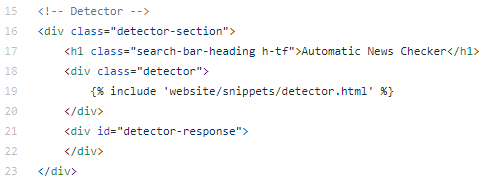 15 <!-- Detector -->
16 <div class="detector-section">
17 <h1 class="search-bar-heading h-tf">Automatic News Checker</h1>
18 <div class="detector">
19 {% include 'website/snippets/detector.html' %}
20 </div>
21 <div id="detector-response">
22 </div>
23 </div>